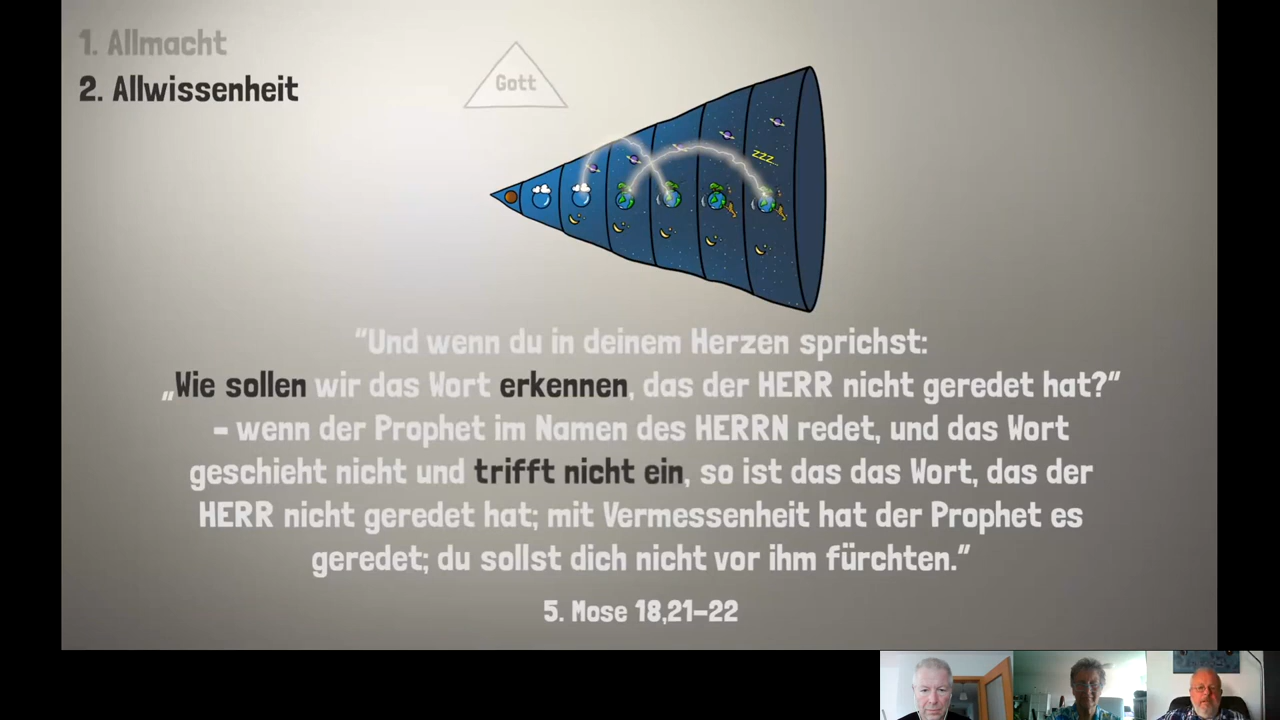 1. Allmacht
2. Allwissenheit
Gott
zzz...
“Und wenn du in deinem Herzen sprichst:
„Wie sollen wir das Wort erkennen, das der HERR nicht geredet hat?“
– wenn der Prophet im Namen des HERRN redet, und das Wort
geschieht nicht und trifft nicht ein, so ist das das Wort, das der
HERR nicht geredet hat; mit Vermessenheit hat der Prophet es
geredet; du sollst dich nicht vor ihm fürchten.”
5. Mose 18,21–22